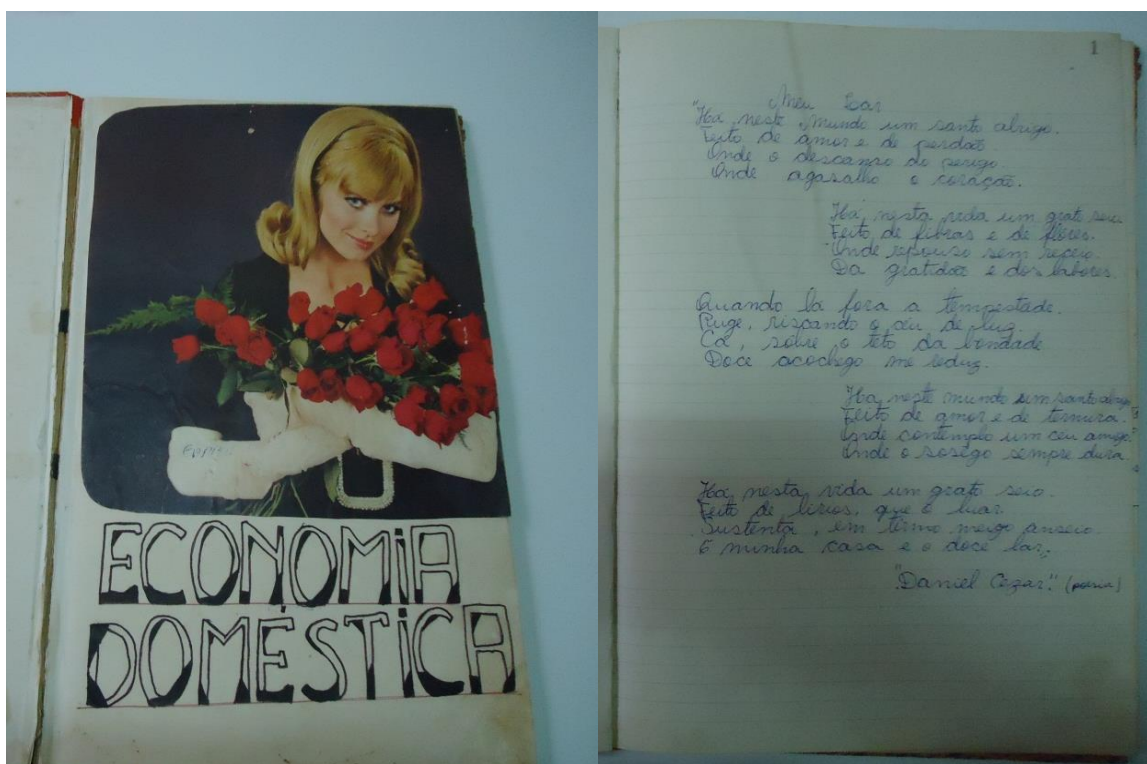 ECONOMiA
DOMÉSTiCA
1
Meu Lar
"Há, neste mundo um santo abrigo.
Feito de amor e de perdão.
Onde o descanso do perigo.
Onde agasalho o coração.
Há, nesta vida um grato seio
Feito de fibras e de flores.
Onde repouso sem receio.
Da gratidão e dos labores.
Quando lá fora a tempestade.
Ruge, riscando o céu de luz.
Cá, sobre o teto da bondade
Doce acochego me seduz.
Há, neste mundo um santo abrigo
Feito de amor e de ternura.
Onde contemplo um céu amigo.
Onde o sossêgo sempre dura.
Há, nesta vida um grato seio.
Feito de lírios, que o luar.
Sustenta, em terno meigo anseio.
É minha casa e o doce lar.
"Daniel Cezar." (poesia)